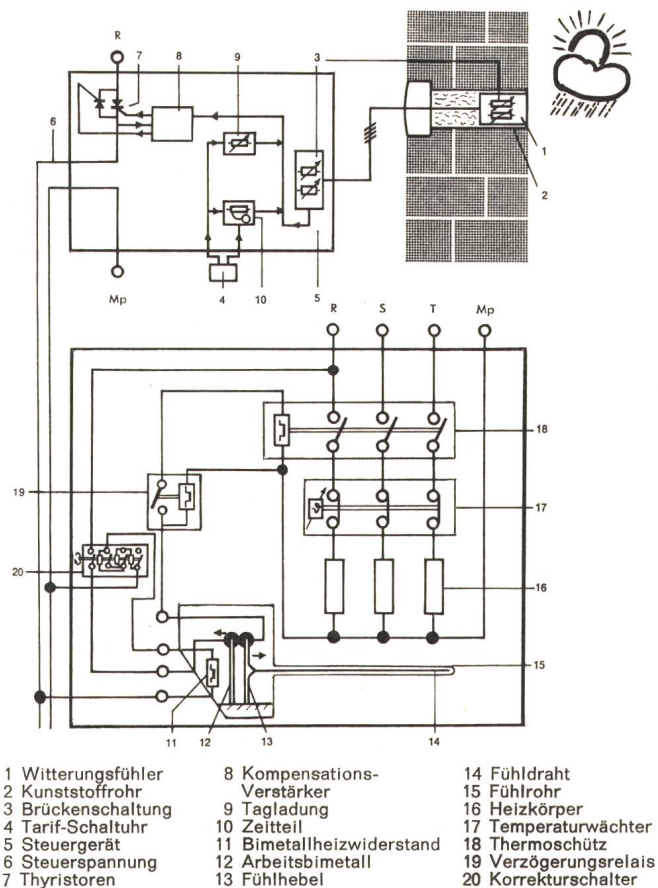 R
7
8
9
3
6
1
2
Mp
4
10
5
R
S
T
Mp
18
19
17
20
16
15
11
12
13
14
1 Witterungsfühler
2 Kunststoffrohr
3 Brückenschaltung
4 Tarif-Schaltuhr
5 Steuergerät
6 Steuerspannung
7 Thyristoren
8 Kompensations-
Verstärker
9 Tagladung
10 Zeitteil
11 Bimetallheizwiderstand
12 Arbeitsbimetall
13 Fühlhebel
14 Fühldraht
15 Fühlrohr
16 Heizkörper
17 Temperaturwächter
18 Thermoschütz
19 Verzögerungsrelais
20 Korrekturschalter